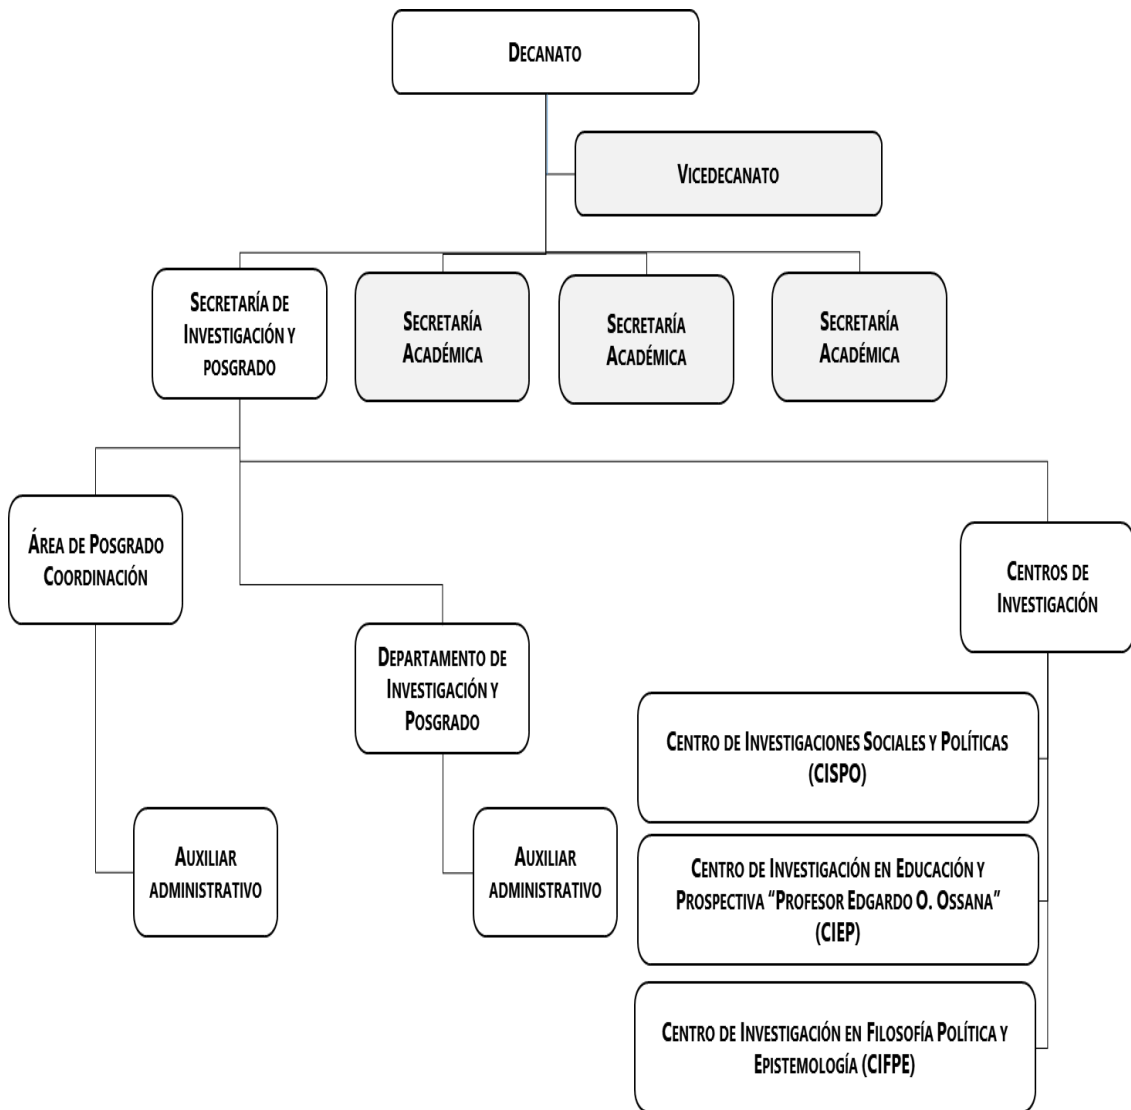 DECANATO
VICEDECANATO
SECRETARÍA DE
INVESTIGACIÓN Y
POSGRADO
SECRETARÍA
ACADÉMICA
SECRETARÍA
ACADÉMICA
SECRETARÍA
ACADÉMICA
ÁREA DE POSGRADO
COORDINACIÓN
CENTROS DE
INVESTIGACIÓN
DEPARTAMENTO DE
INVESTIGACIÓN Y
POSGRADO
CENTRO DE INVESTIGACIONES SOCIALES Y POLÍTICAS
(CISPO)
AUXILIAR
ADMINISTRATIVO
AUXILIAR
ADMINISTRATIVO
CENTRO DE INVESTIGACIÓN EN EDUCACIÓN Y
PROSPECTIVA “PROFESOR EDGARDO O. OSSANA”
(CIEP)
CENTRO DE INVESTIGACIÓN EN FILOSOFÍA POLÍTICA Y
EPISTEMOLOGÍA (CIFPE)